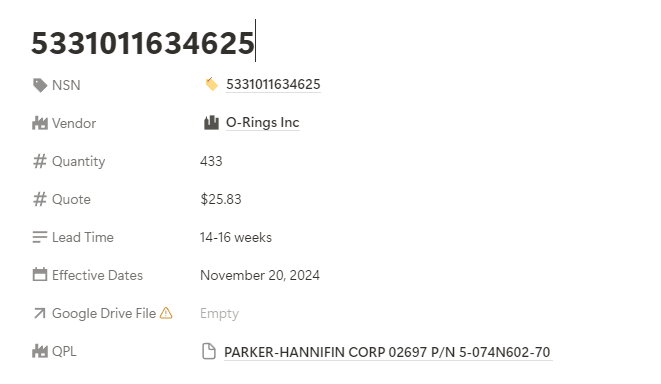 5331011634625
NSN 5331011634625
Vendor O-Rings Inc
Quantity 433
Quote $25.83
Lead Time 14-16 weeks
Effective Dates November 20, 2024
Google Drive File Empty
QPL PARKER-HANNIFIN CORP 02697 P/N 5-074N602-70